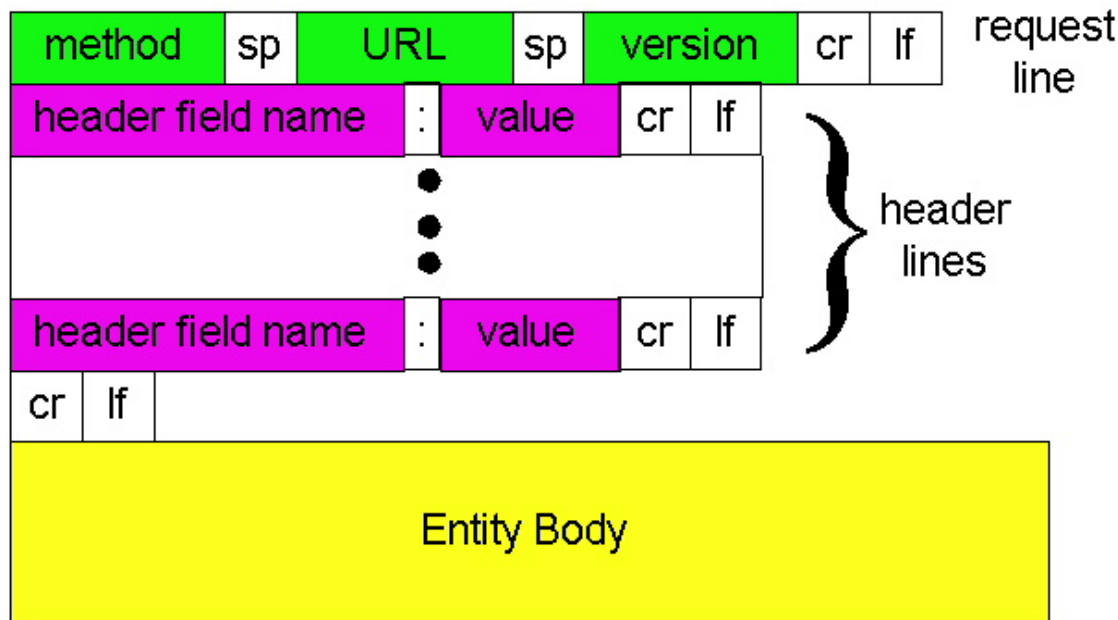 method sp URL sp version cr lf request line
header field name : value cr lf
header lines
header field name : value cr lf
cr lf
Entity Body